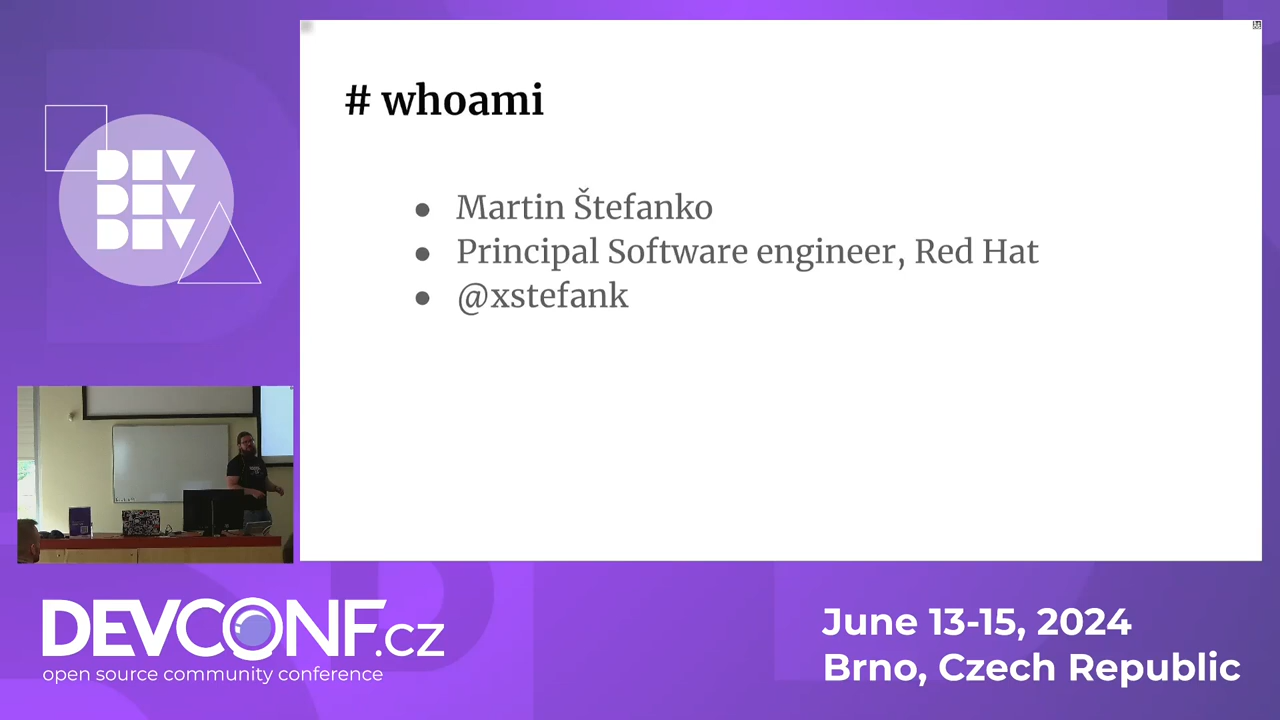 # whoami
● Martin Štefanko
● Principal Software engineer, Red Hat
● @xstefank
DEV
DEV
DEV
DEVCONF.cz
open source community conference
June 13-15, 2024
Brno, Czech Republic